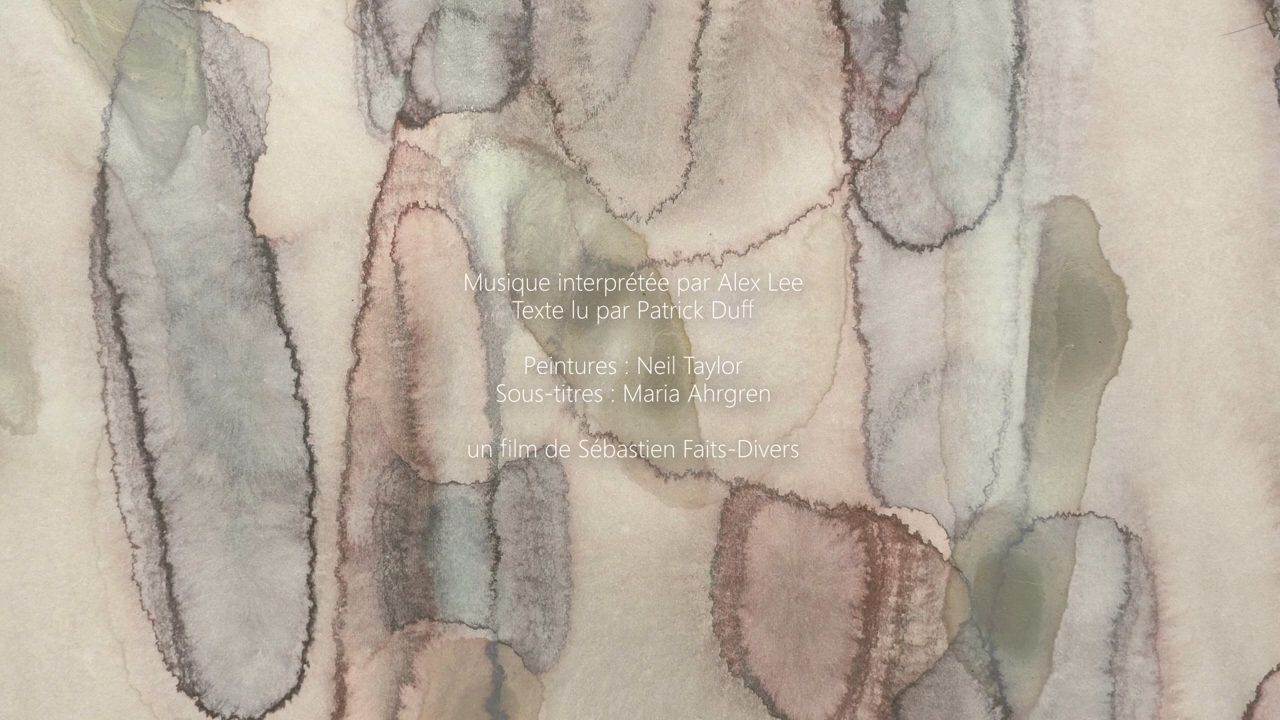 Musique interprétée par Alex Lee
Texte lu par Patrick Duff
Peintures : Neil Taylor
Sous-titres : Maria Ahrgren
un film de Sébastien Faits-Divers